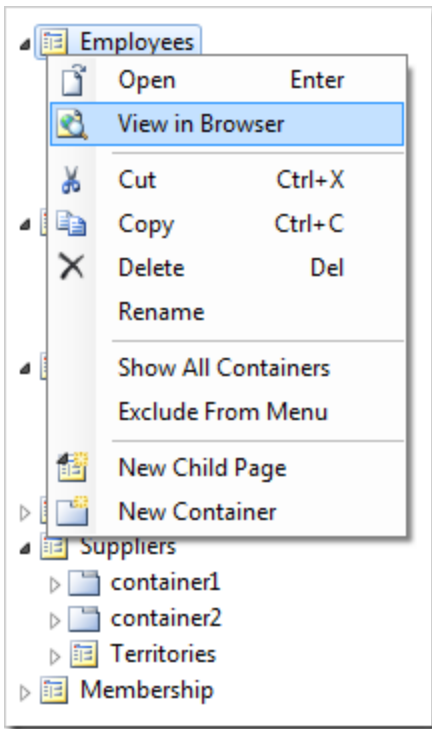 Employees
Open Enter
View in Browser
Cut Ctrl+X
Copy Ctrl+C
Delete Del
Rename
Show All Containers
Exclude From Menu
New Child Page
New Container
Suppliers
container1
container2
Territories
Membership